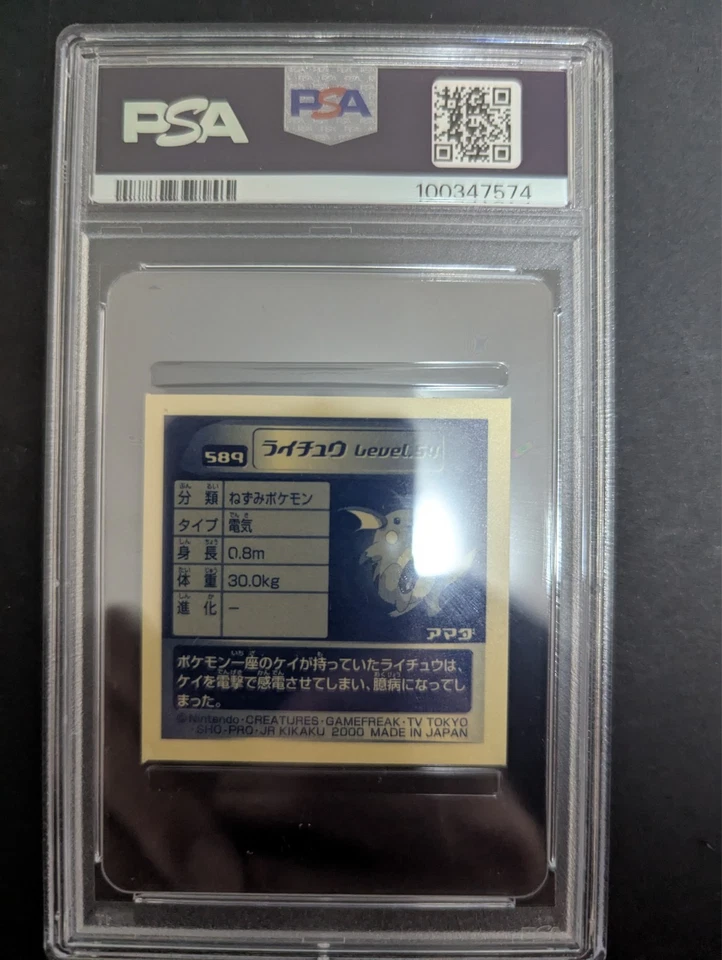 PSA
PSA
100347574
589 ライチュウ Level.54
分類 ねずみポケモン
タイプ 電気
身長 0.8m
体重 30.0kg
進化 −
アマダ
ポケモン一座のケイが持っていたライチュウは、
ケイを電撃で感電させてしまい、臆病になってし
まった。
©Nintendo・CREATURES・GAMEFREAK・TV TOKYO
・SHO-PRO・JR KIKAKU 2000 MADE IN JAPAN